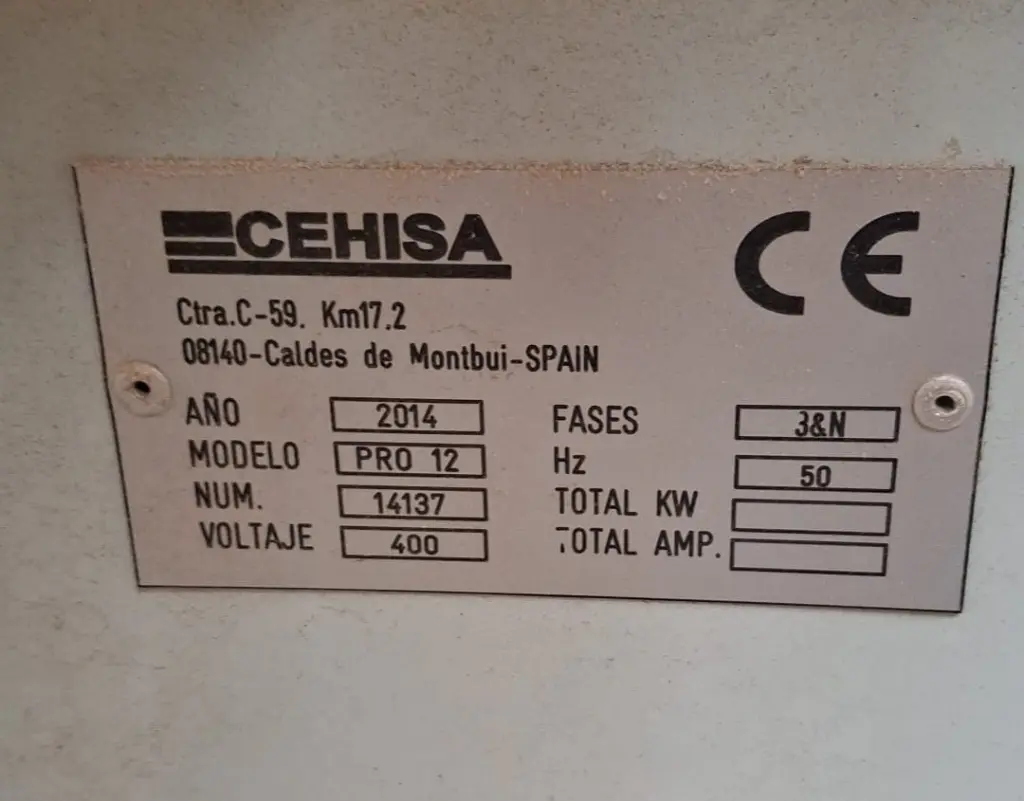 CEHISA
CE
Ctra.C-59. Km17.2
08140-Caldes de Montbui-SPAIN
AÑO 2014
MODELO PRO 12
NUM. 14137
VOLTAJE 400
FASES 3&N
Hz 50
TOTAL KW
TOTAL AMP.